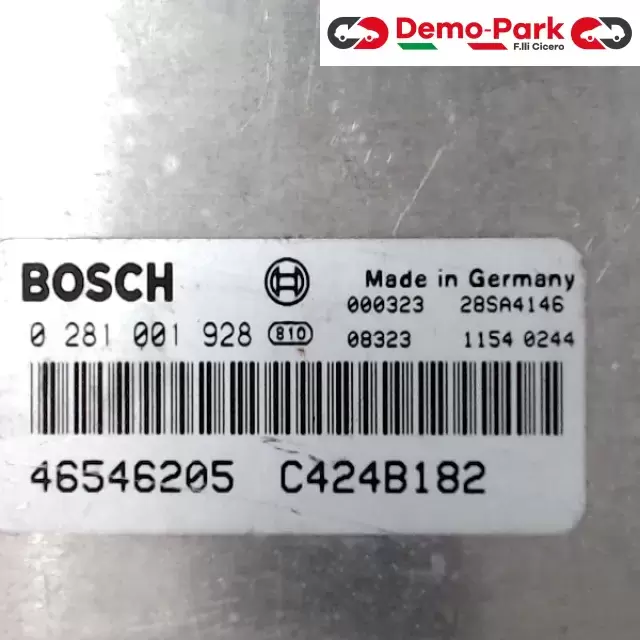 Demo-Park
F.lli Cicero
BOSCH Made in Germany
000323 28SA4146
0 281 001 928 810 08323 1154 0244
46546205 C424B182